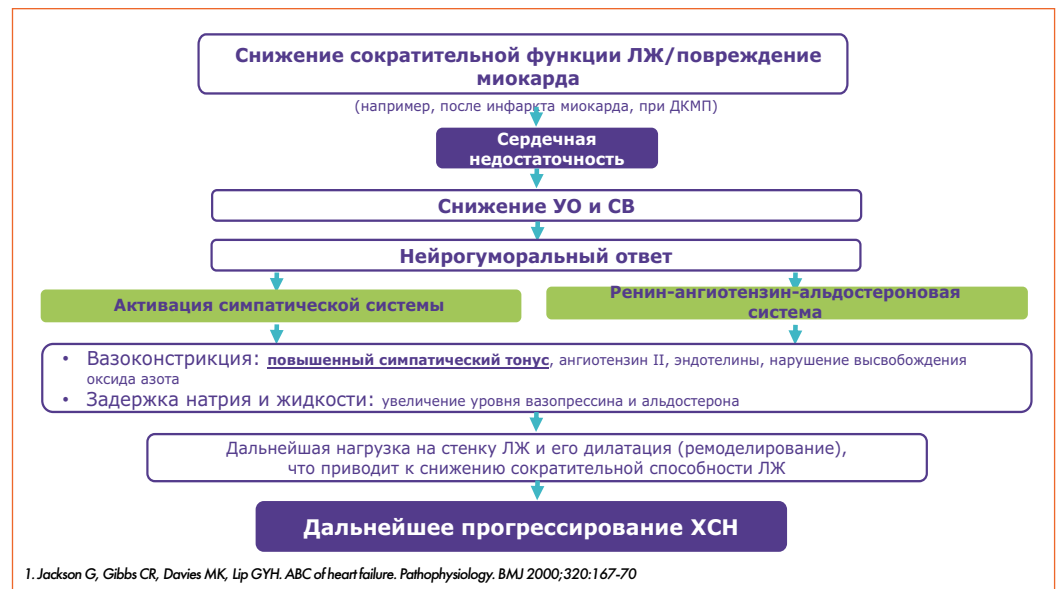 Снижение сократительной функции ЛЖ/повреждение
миокарда
(например, после инфаркта миокарда, при ДКМП)
Сердечная
недостаточность
Снижение УО и СВ
Нейрогуморальный ответ
Активация симпатической системы
Ренин-ангиотензин-альдостероновая
система
• Вазоконстрикция: повышенный симпатический тонус, ангиотензин II, эндотелины, нарушение высвобождения
оксида азота
• Задержка натрия и жидкости: увеличение уровня вазопрессина и альдостерона
Дальнейшая нагрузка на стенку ЛЖ и его дилатация (ремоделирование),
что приводит к снижению сократительной способности ЛЖ
Дальнейшее прогрессирование ХСН
1. Jackson G, Gibbs CR, Davies MK, Lip GYH. ABC of heart failure. Pathophysiology. BMJ 2000;320:167-70